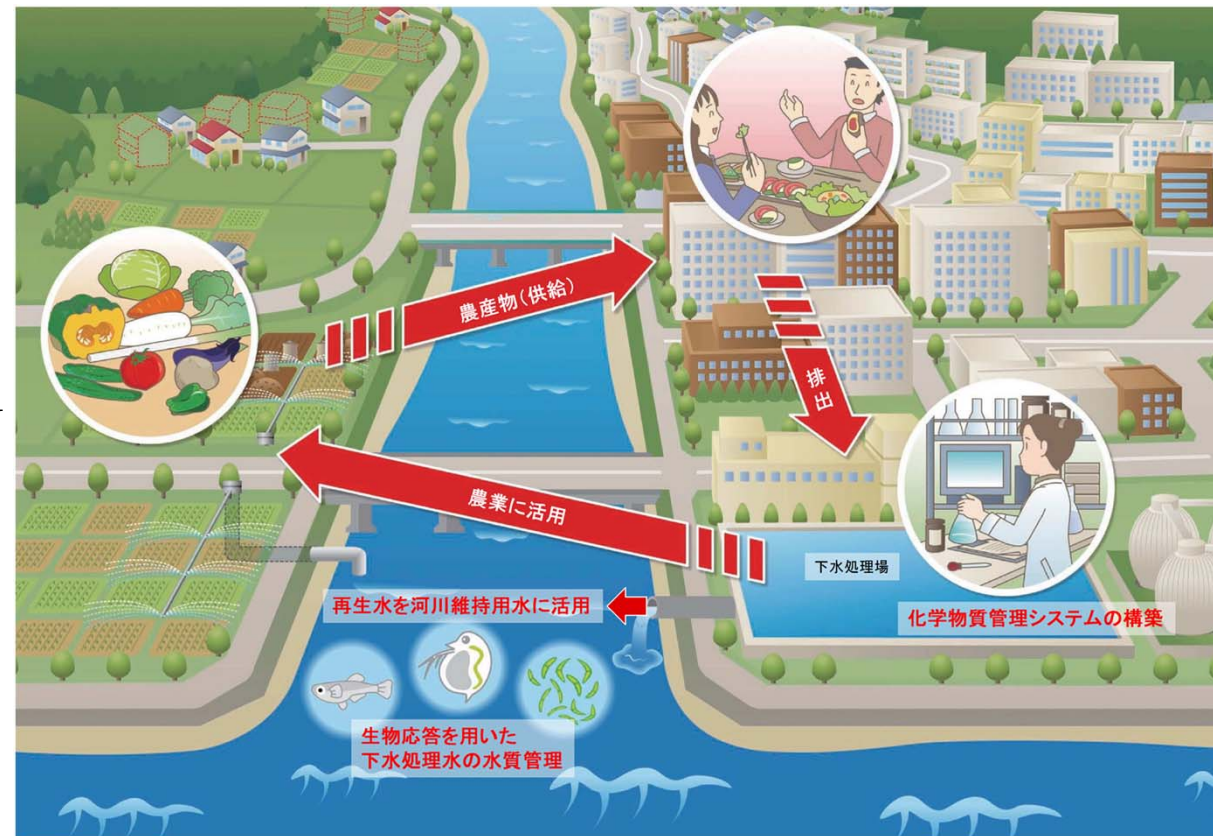 農産物(供給)
排出
農業に活用
下水処理場
化学物質管理システムの構築
再生水を河川維持用水に活用
生物応答を用いた
下水処理水の水質管理